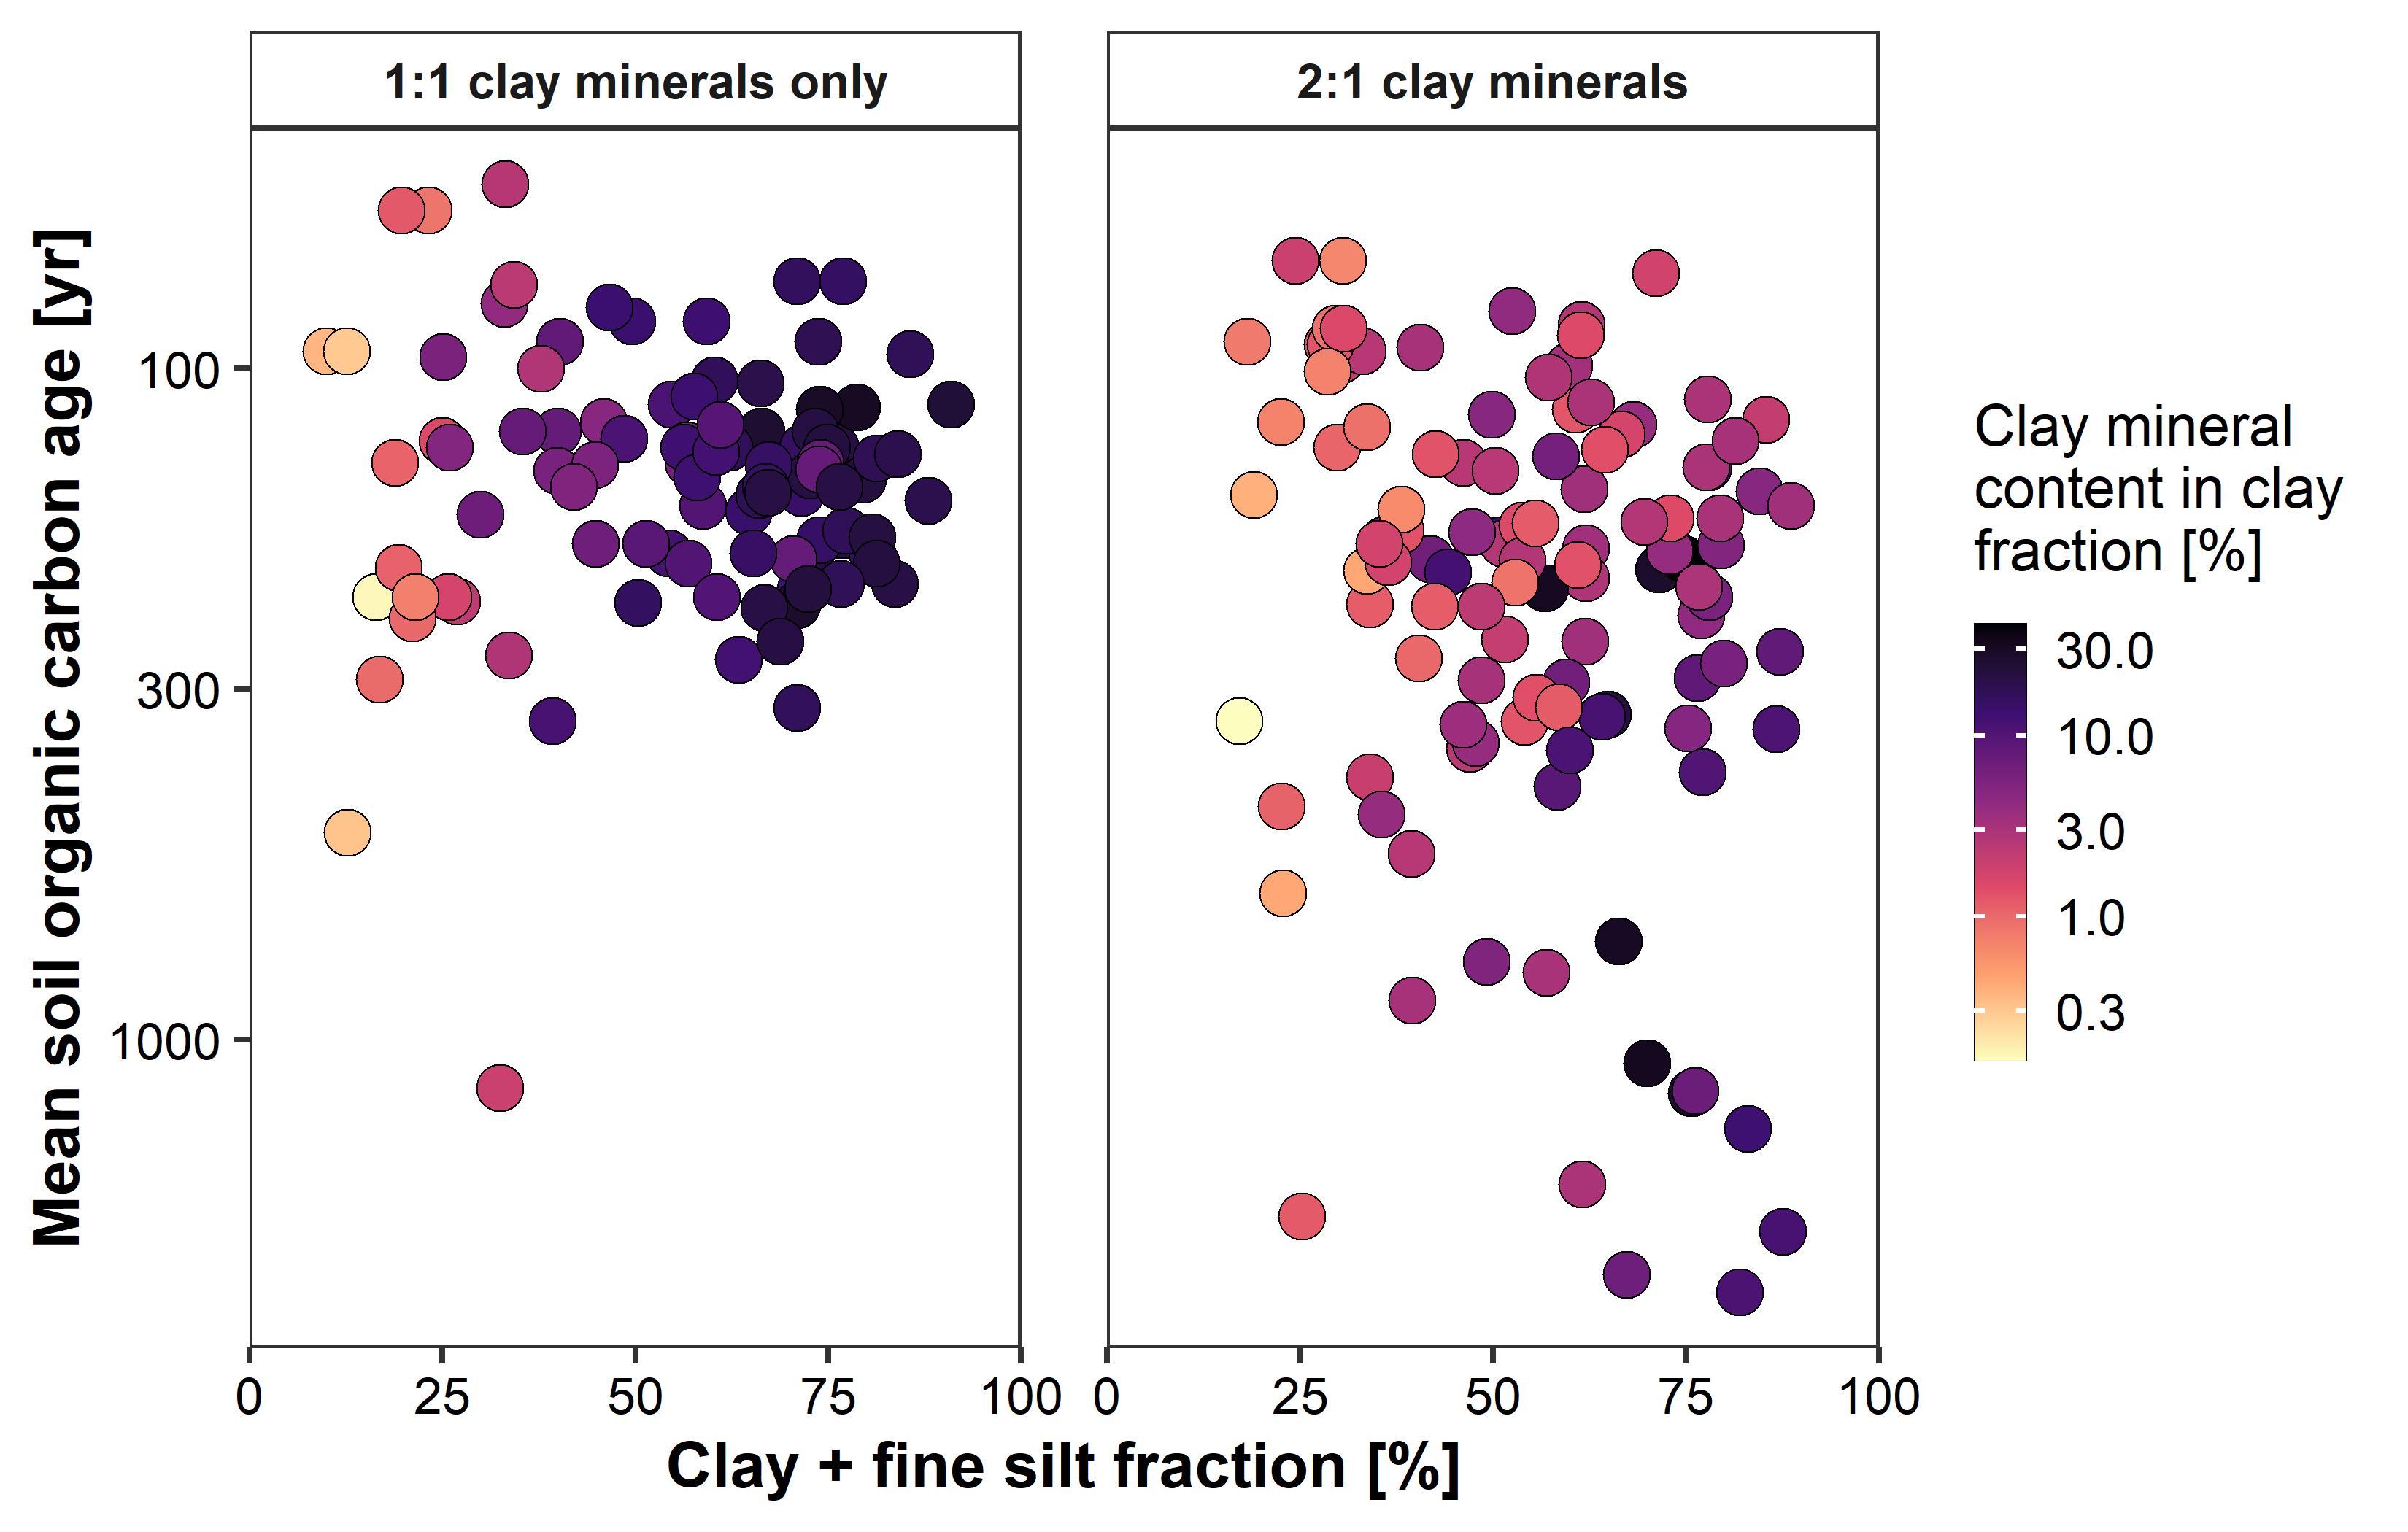 1:1 clay minerals only
2:1 clay minerals
Mean soil organic carbon age [yr]
100
300
1000
0
25
50
75
100
0
25
50
75
100
Clay + fine silt fraction [%]
Clay mineral
content in clay
fraction [%]
30.0
10.0
3.0
1.0
0.3